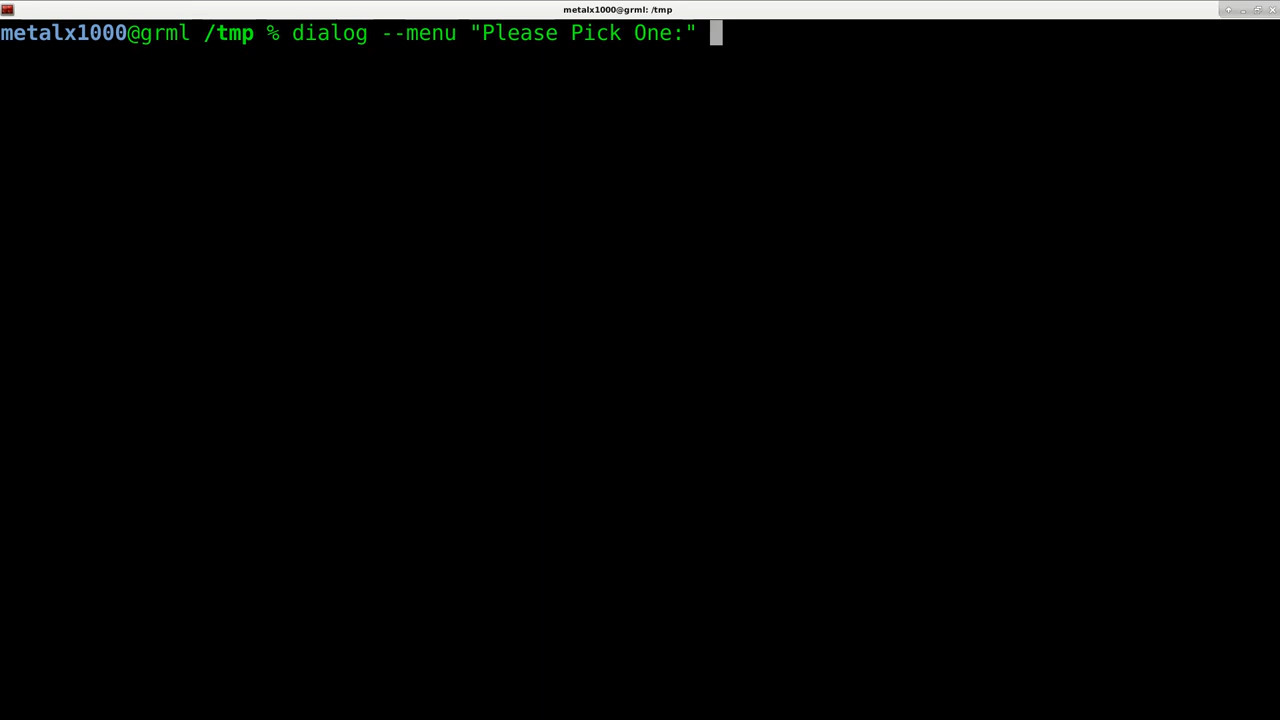 metalx1000@grml: /tmp
metalx1000@grml /tmp % dialog --menu "Please Pick One:"